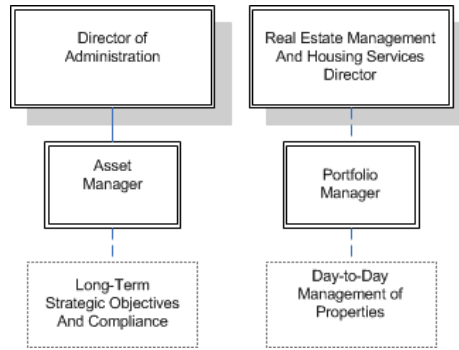 Director of
Administration
Real Estate Management
And Housing Services
Director
Asset
Manager
Portfolio
Manager
Long-Term
Strategic Objectives
And Compliance
Day-to-Day
Management of
Properties